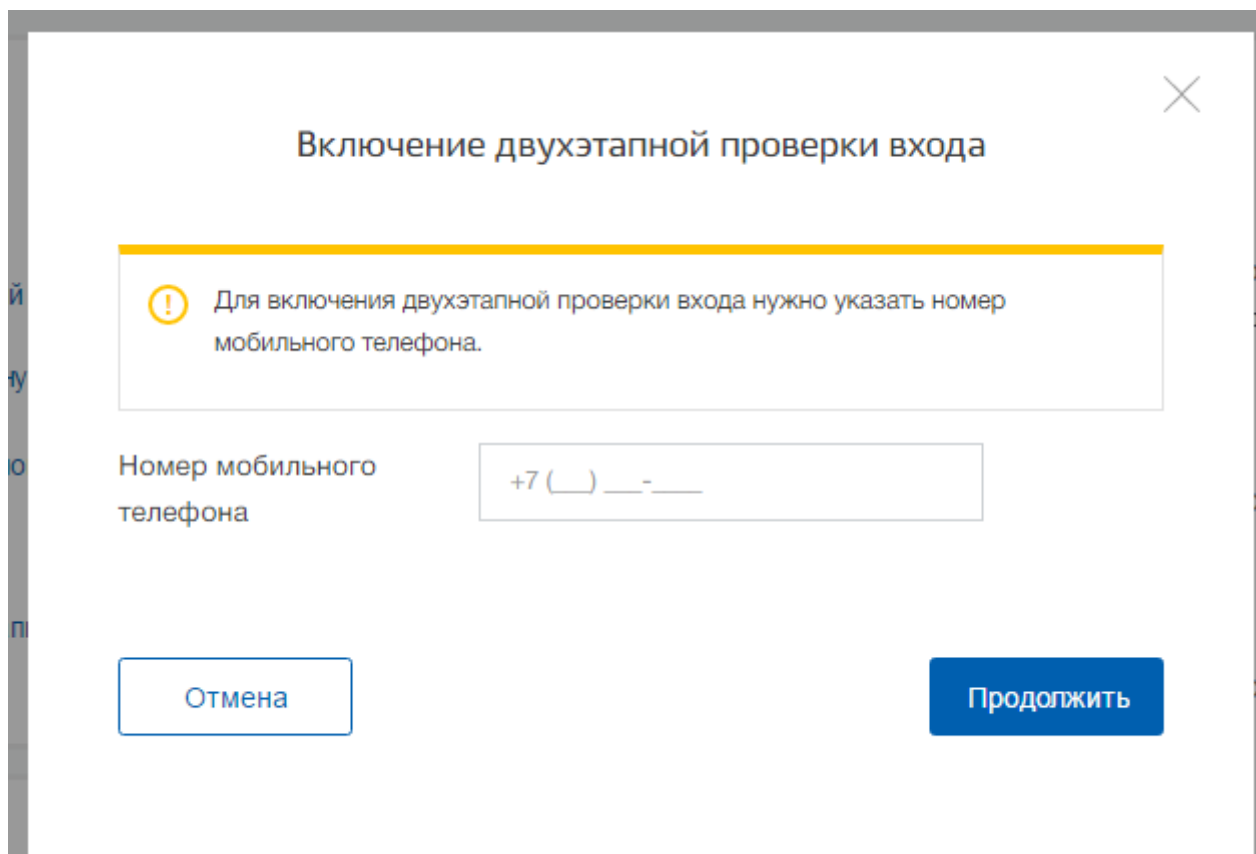 Включение двухэтапной проверки входа
Для включения двухэтапной проверки входа нужно указать номер
мобильного телефона.
Номер мобильного
телефона
+7 (___) ___-____
Отмена
Продолжить